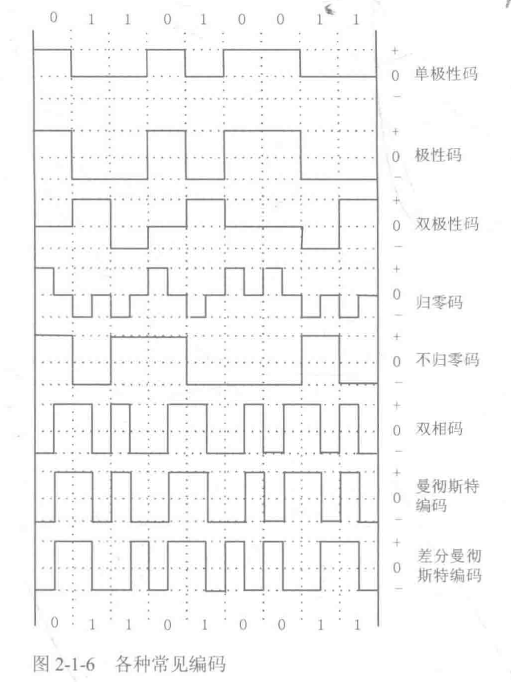 0 1 1 0 1 0 0 1 1
+
0 单极性码
−
+
0 极性码
−
+
0 双极性码
−
+
0 归零码
−
+
0 不归零码
−
+
0 双相码
−
+
0 曼彻斯特
编码
−
+
0 差分曼彻
斯特编码
−
0 1 1 0 1 0 0 1 1
图 2-1-6 各种常见编码